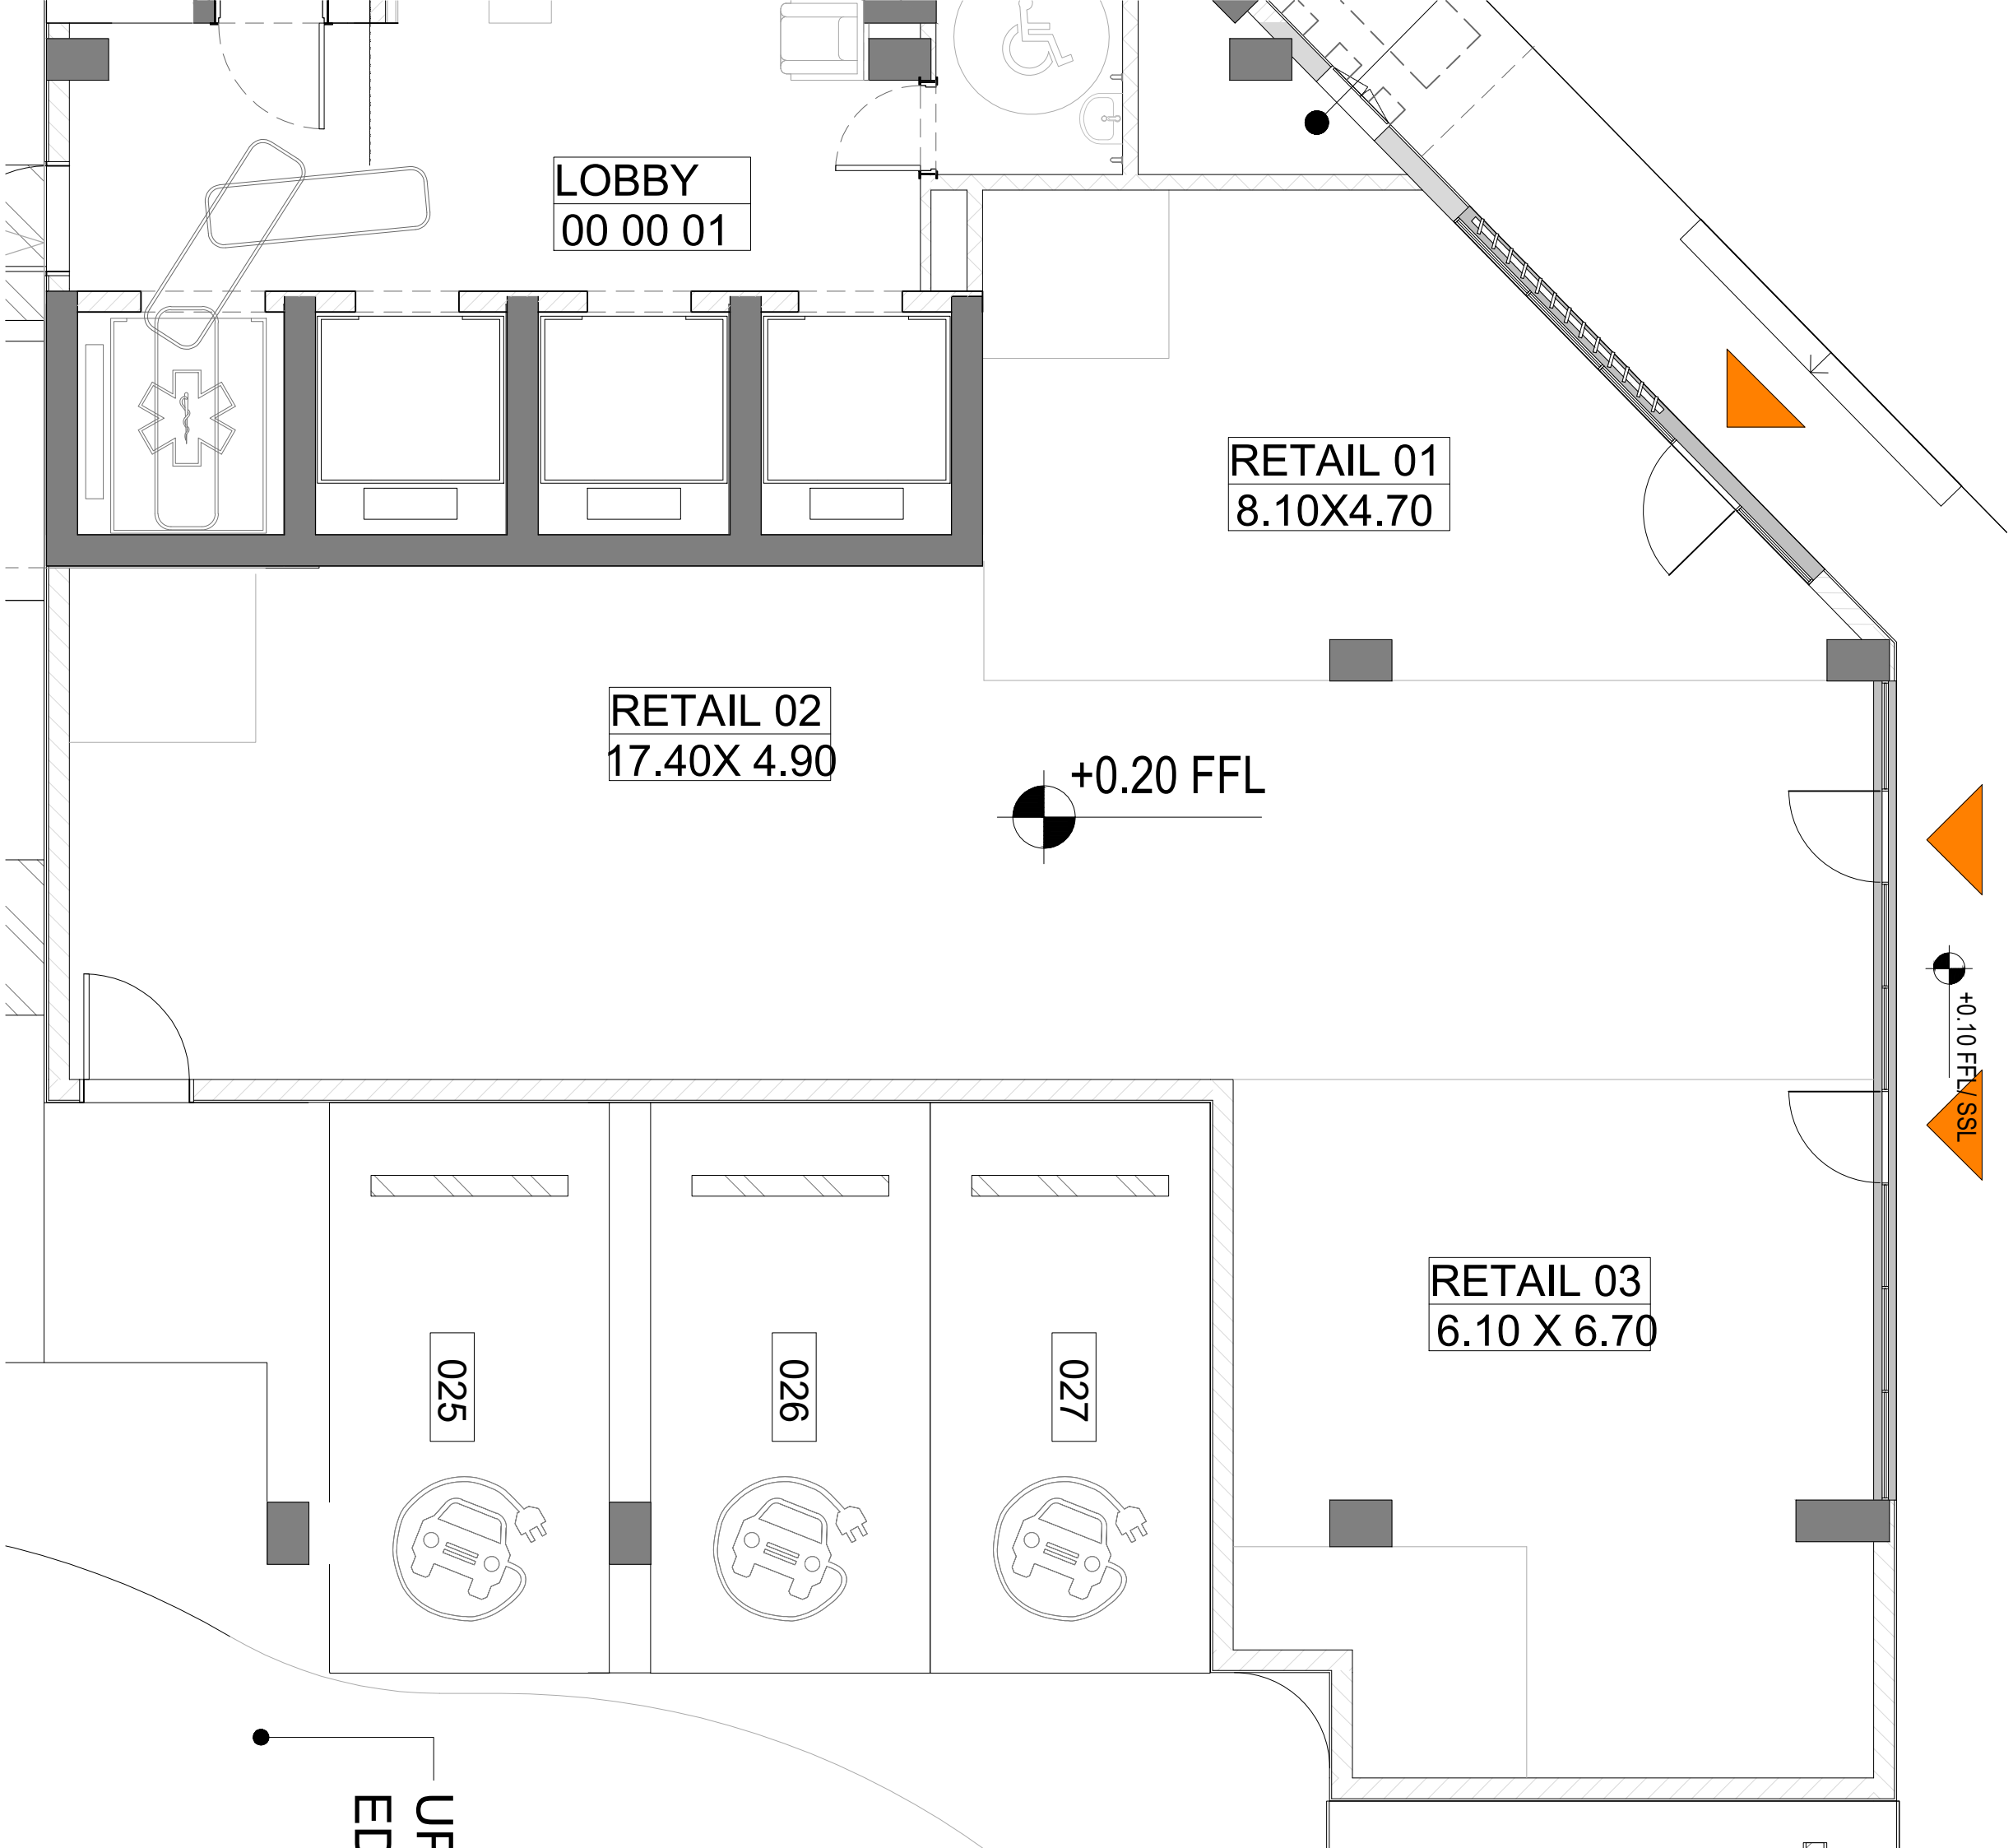 LOBBY
00 00 01
RETAIL 01
8.10X4.70
RETAIL 02
17.40X 4.90
+0.20 FFL
+0.10 FFL/ SSL
RETAIL 03
6.10 X 6.70
025
026
027